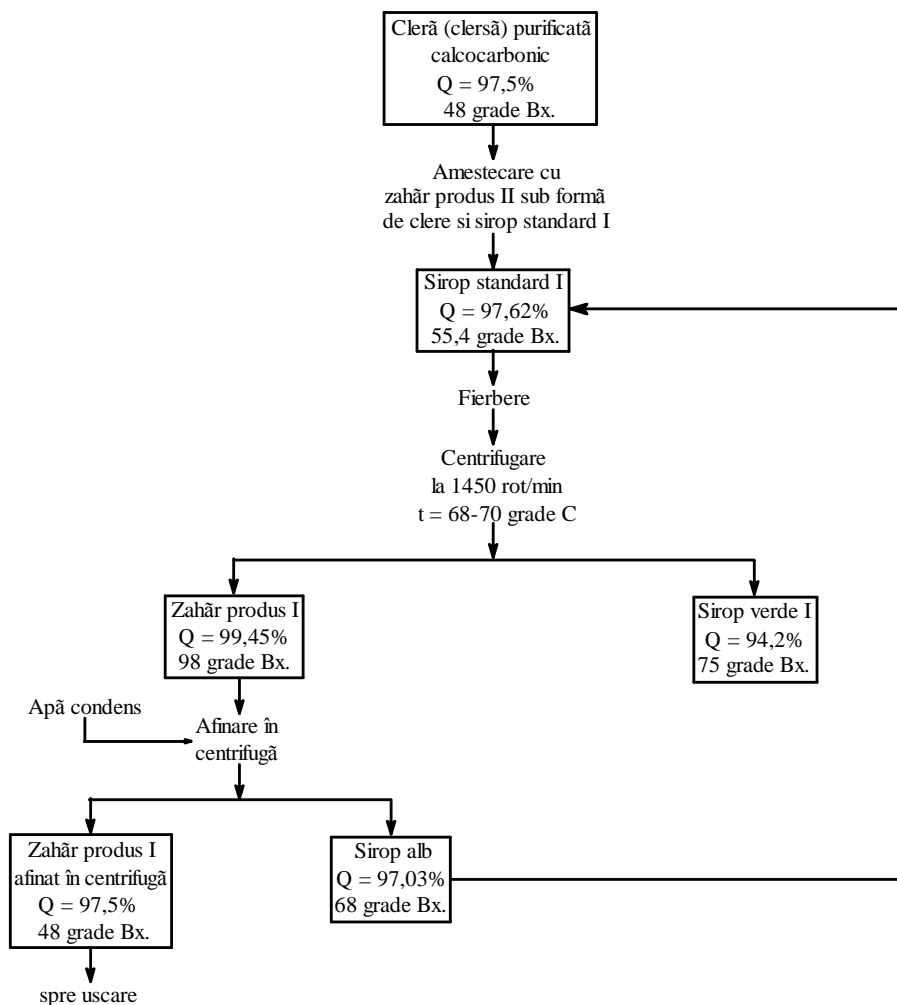 Clerã (clersã) purificatã
calcocarbonic
Q = 97,5%
48 grade Bx.
Amestecare cu
zahãr produs II sub formã
de clere si sirop standard I
Sirop standard I
Q = 97,62%
55,4 grade Bx.
Fierbere
Centrifugare
la 1450 rot/min
t = 68-70 grade C
Zahãr produs I
Q = 99,45%
98 grade Bx.
Sirop verde I
Q = 94,2%
75 grade Bx.
Apã condens
Afinare în
centrifugã
Zahãr produs I
afinat în centrifugã
Q = 97,5%
48 grade Bx.
Sirop alb
Q = 97,03%
68 grade Bx.
spre uscare